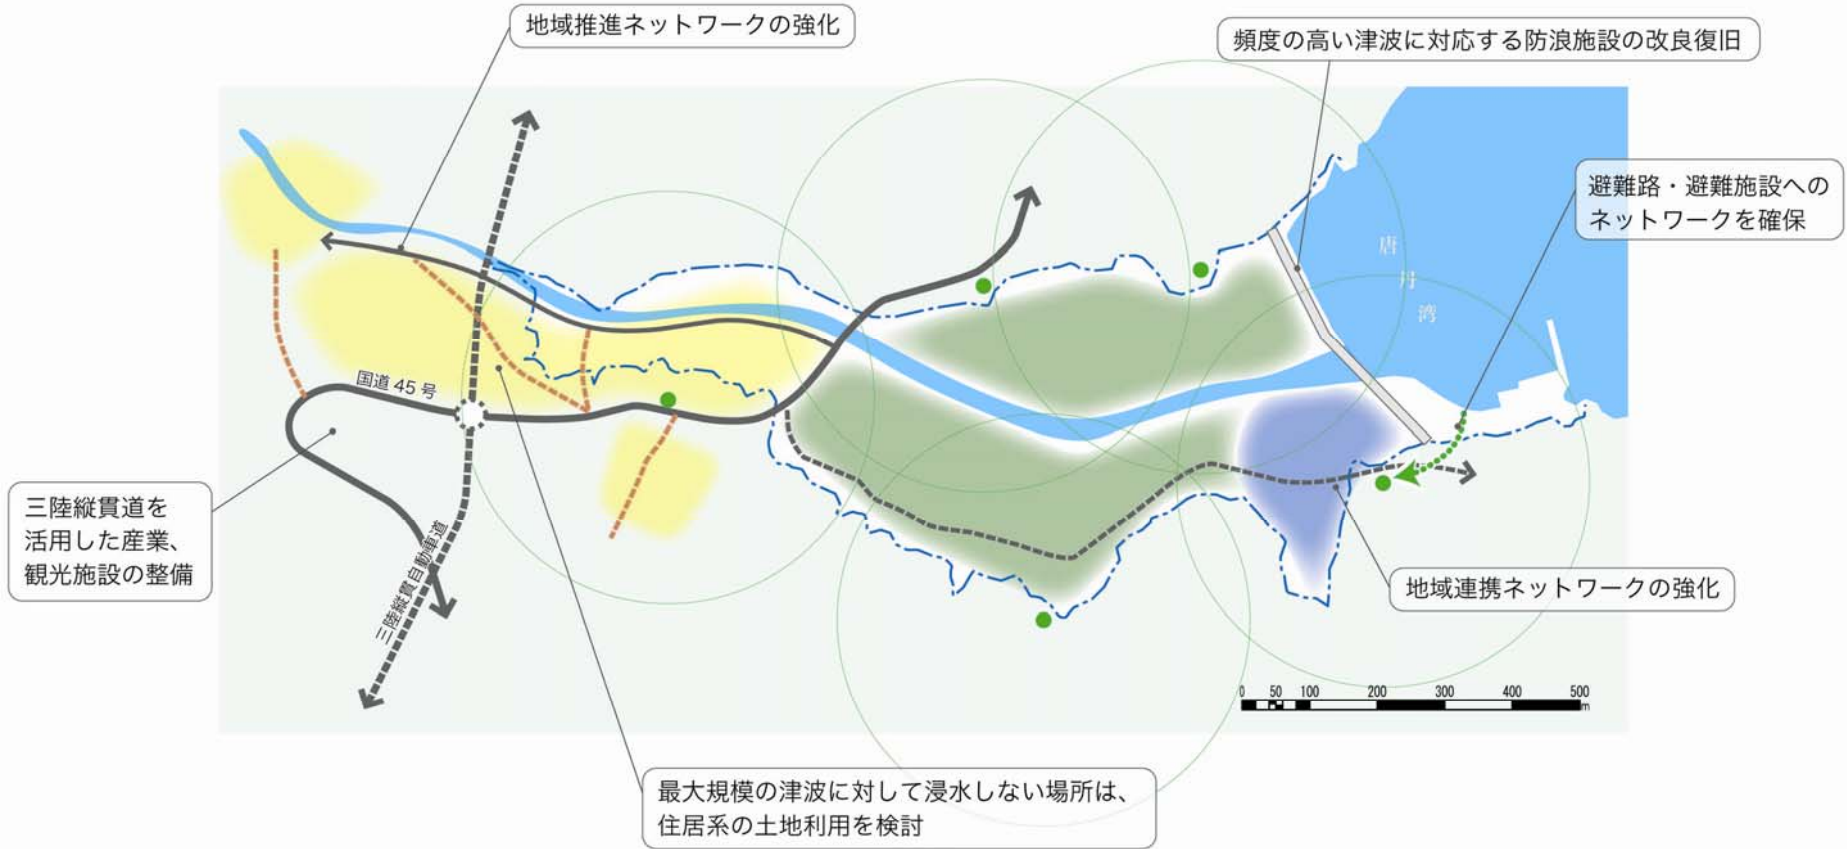 地域推進ネットワークの強化
頻度の高い津波に対応する防浪施設の改良復旧
避難路・避難施設への
ネットワークを確保
唐
丹
湾
国道 45 号
三陸縦貫道を
活用した産業、
観光施設の整備
三陸縦貫自動車道
地域連携ネットワークの強化
0 50 100 200 300 400 500
m
最大規模の津波に対して浸水しない場所は、
住居系の土地利用を検討